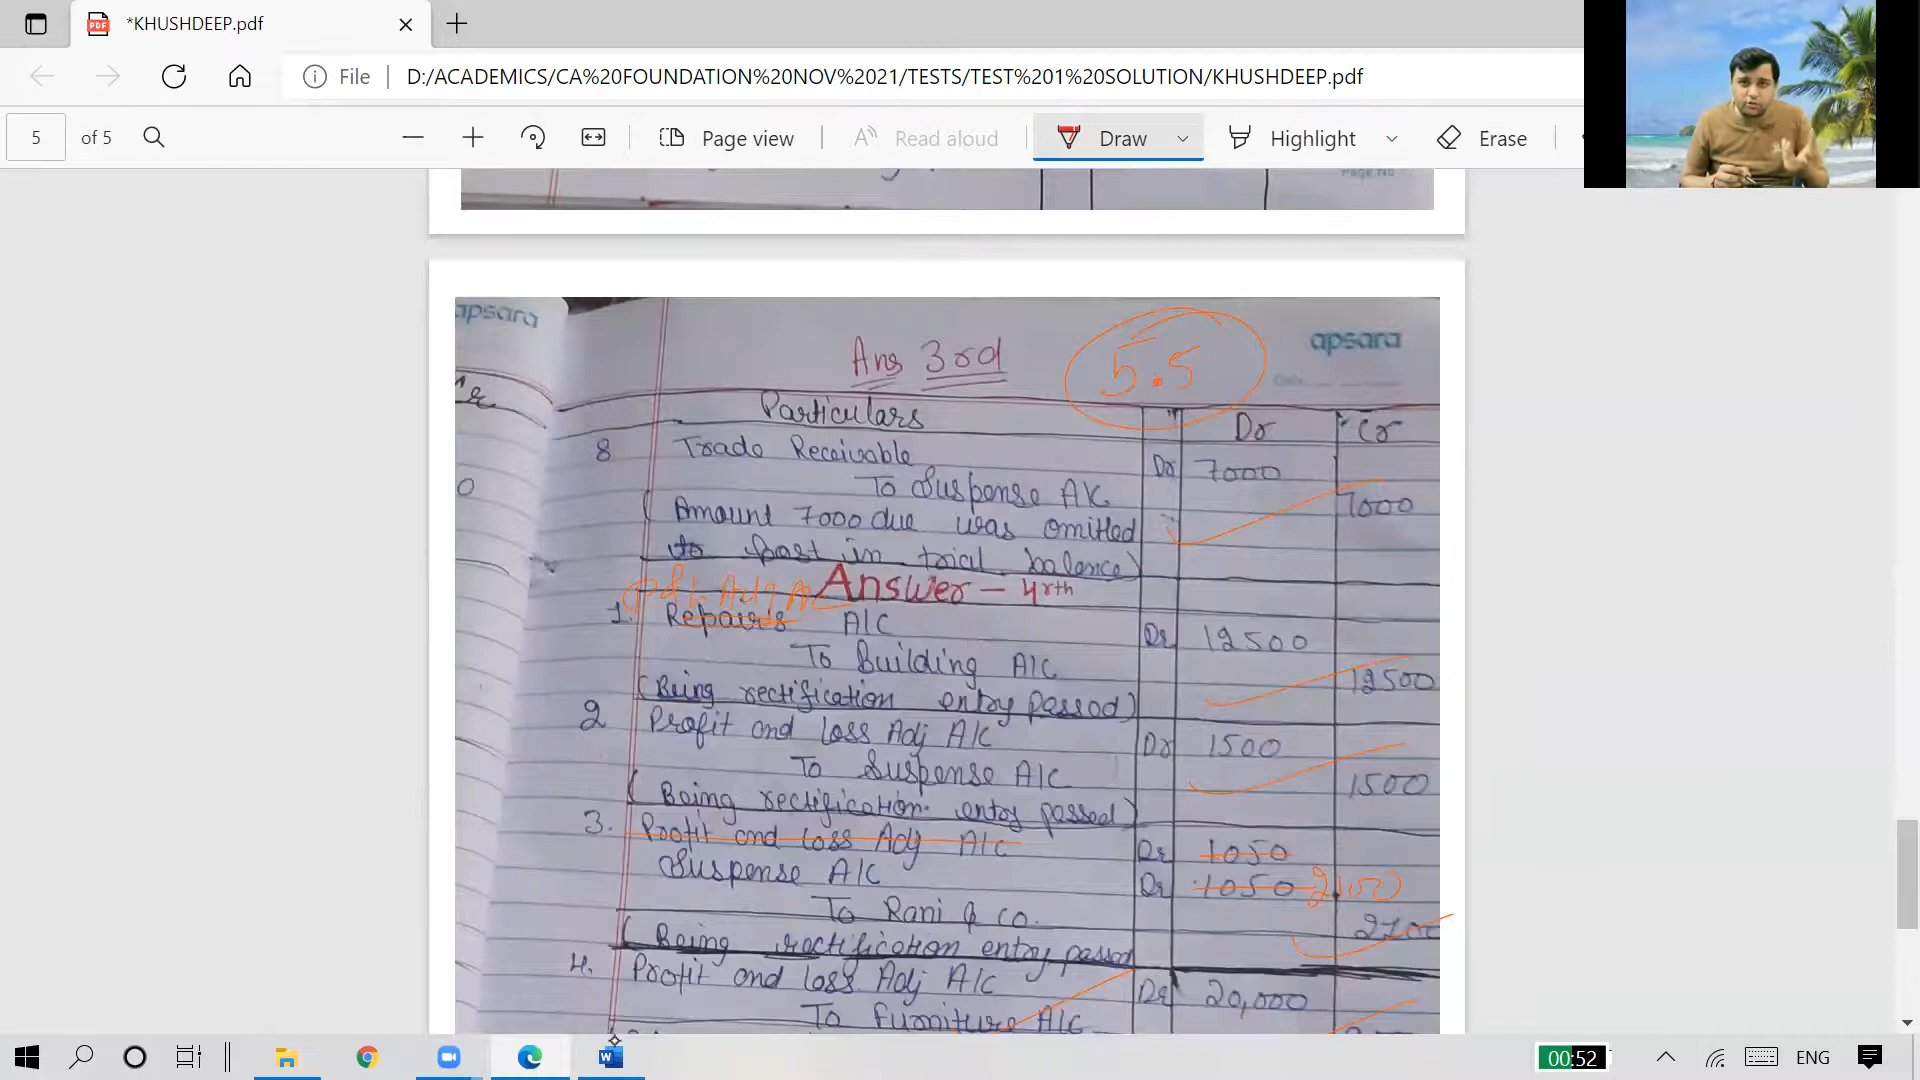 *KHUSHDEEP.pdf
File D:/ACADEMICS/CA%20FOUNDATION%20NOV%2021/TESTS/TEST%201%20SOLUTION/KHUSHDEEP.pdf
5 of 5 Page view Read aloud Draw Highlight Erase
Page No
apsara
apsara
Ans 3rd 5.5
Particulars Dr Cr
8 Trade Receivable Dr 7000
To Suspense A/c 7000
(Amount 7000 due was omitted
to post in trial balance)
P&L Adj A/c
Answer - 4rth
1. Repairs A/C Dr 12500
To Building A/C 12500
(Being rectification entry passed)
2 Profit and Loss Adj A/C Dr 1500
To Suspense A/C 1500
(Being rectification entry passed)
3. Profit and Loss Adj A/C Dr 1050
Suspense A/C Dr 1050 2100
To Rani & co.
(Being rectification entry passed
4. Profit and Loss Adj A/C Dr 20,000
To Furniture A/C
00:52 ENG